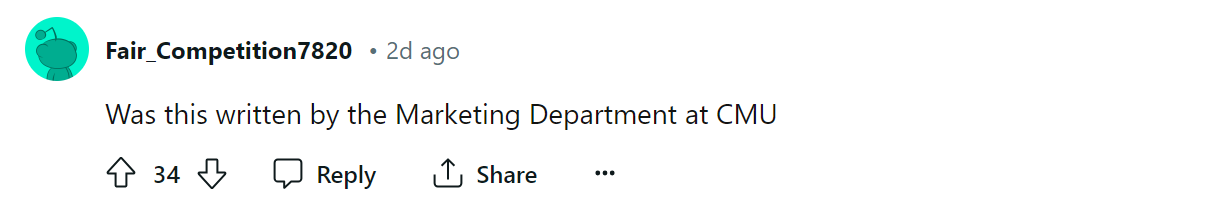 Fair_Competition7820 • 2d ago
Was this written by the Marketing Department at CMU
34 Reply Share ...